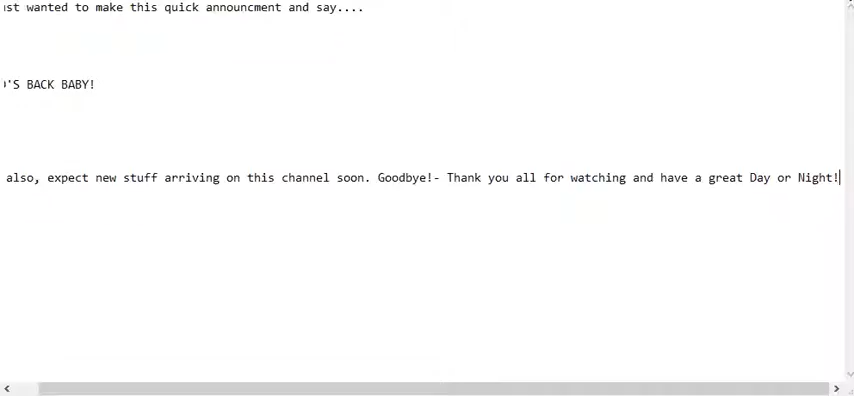 wanted to make this quick announcment and say....
BACK BABY!
also, expect new stuff arriving on this channel soon. Goodbye!- Thank you all for watching and have a great Day or Night!